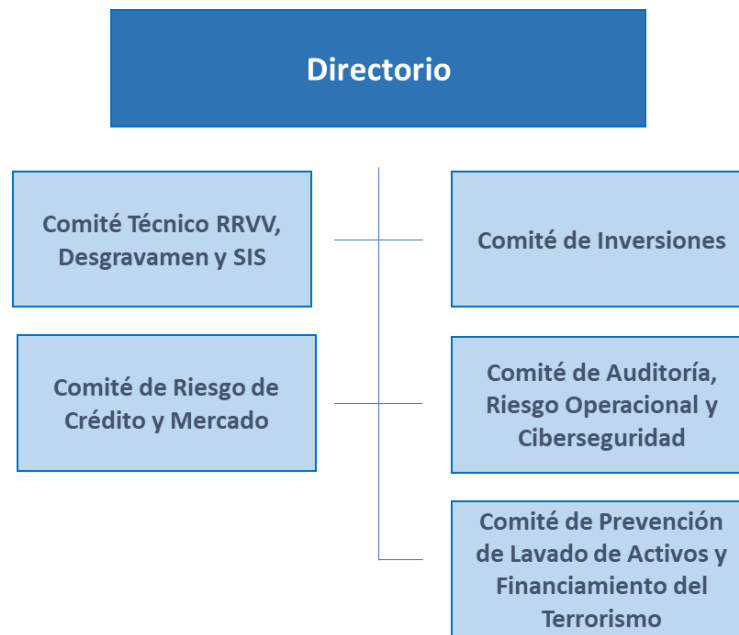 Directorio
Comité Técnico RRVV,
Desgravamen y SIS
Comité de Inversiones
Comité de Riesgo de
Crédito y Mercado
Comité de Auditoría,
Riesgo Operacional y
Ciberseguridad
Comité de Prevención
de Lavado de Activos y
Financiamiento del
Terrorismo